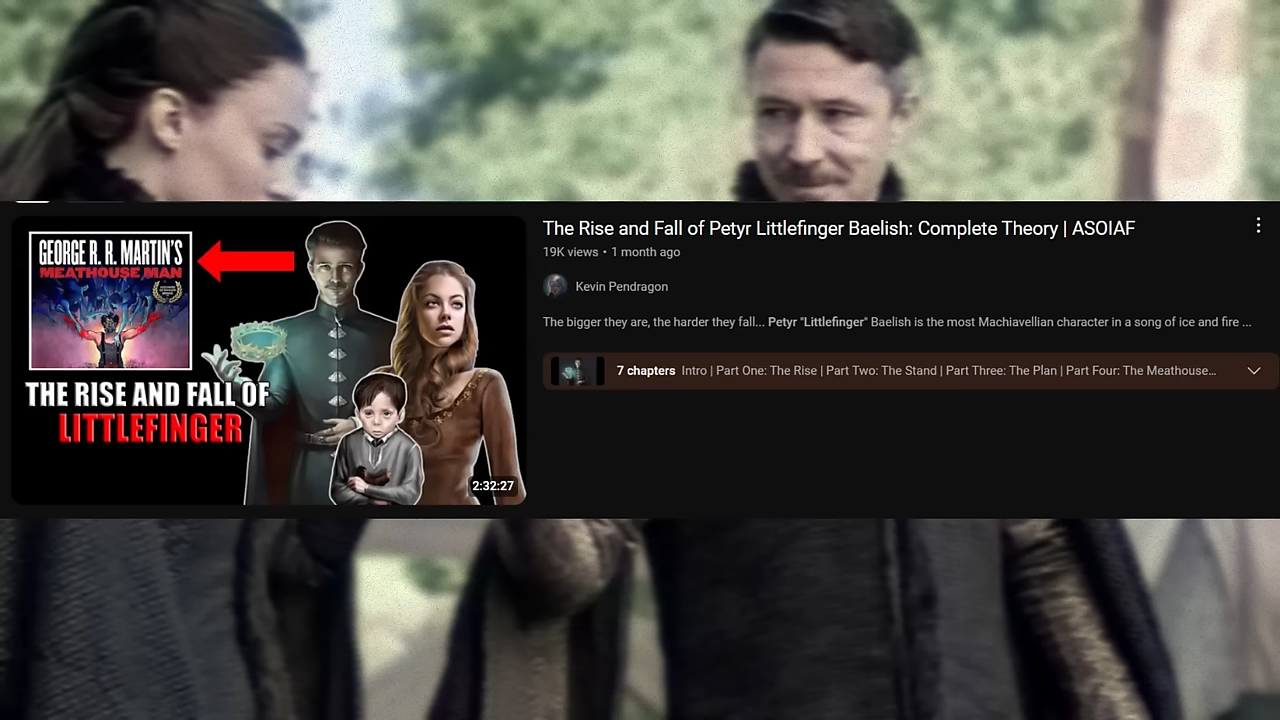 GEORGE R. R. MARTIN'S
MEATHOUSE MAN
THE RISE AND FALL OF
LITTLEFINGER
2:32:27
The Rise and Fall of Petyr Littlefinger Baelish: Complete Theory | ASOIAF
19K views • 1 month ago
Kevin Pendragon
The bigger they are, the harder they fall... Petyr "Littlefinger" Baelish is the most Machiavellian character in a song of ice and fire ...
7 chapters Intro | Part One: The Rise | Part Two: The Stand | Part Three: The Plan | Part Four: The Meathouse...